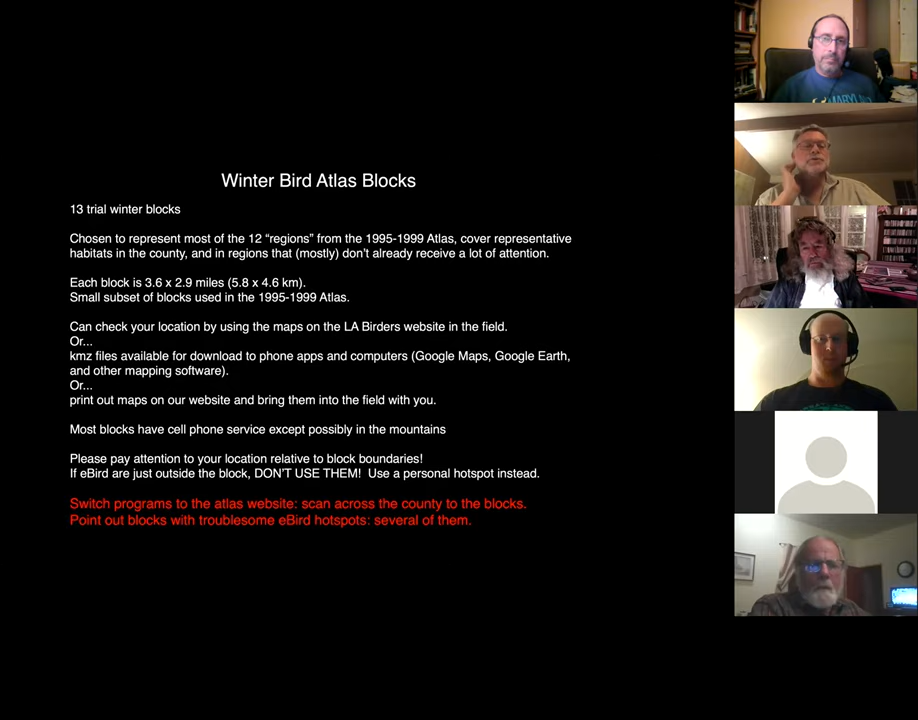 Winter Bird Atlas Blocks
13 trial winter blocks
Chosen to represent most of the 12 “regions” from the 1995-1999 Atlas, cover representative
habitats in the county, and in regions that (mostly) don’t already receive a lot of attention.
Each block is 3.6 x 2.9 miles (5.8 x 4.6 km).
Small subset of blocks used in the 1995-1999 Atlas.
Can check your location by using the maps on the LA Birders website in the field.
Or...
kmz files available for download to phone apps and computers (Google Maps, Google Earth,
and other mapping software).
Or...
print out maps on our website and bring them into the field with you.
Most blocks have cell phone service except possibly in the mountains
Please pay attention to your location relative to block boundaries!
If eBird are just outside the block, DON’T USE THEM!  Use a personal hotspot instead.
Switch programs to the atlas website: scan across the county to the blocks.
Point out blocks with troublesome eBird hotspots: several of them.